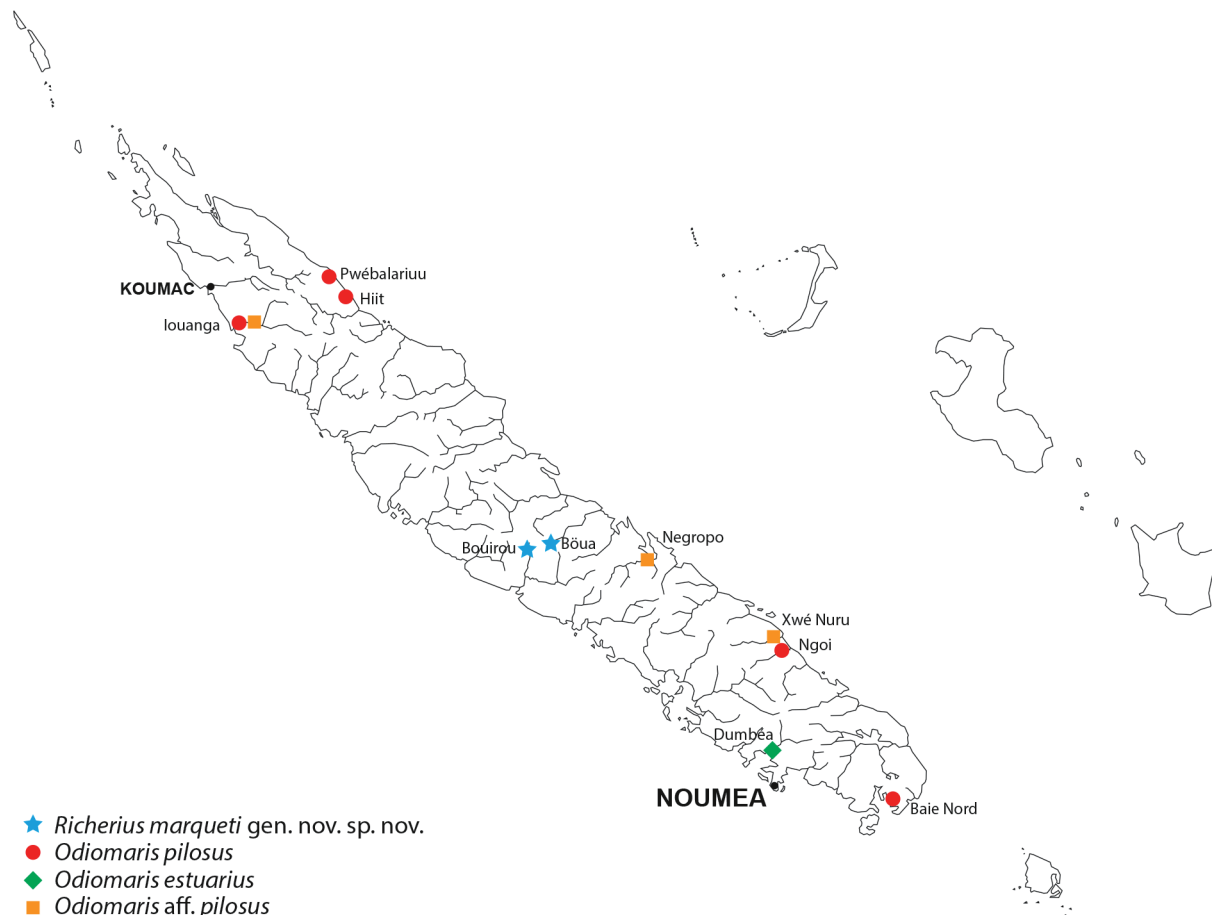 Pwébalariuu
KOUMAC
Hiit
Iouanga
Negropo
Bouirou
Böua
Xwé Nuru
Ngoi
Dumbéa
NOUMEA
Baie Nord
Richerius marqueti gen. nov. sp. nov.
Odiomaris pilosus
Odiomaris estuarius
Odiomaris aff. pilosus